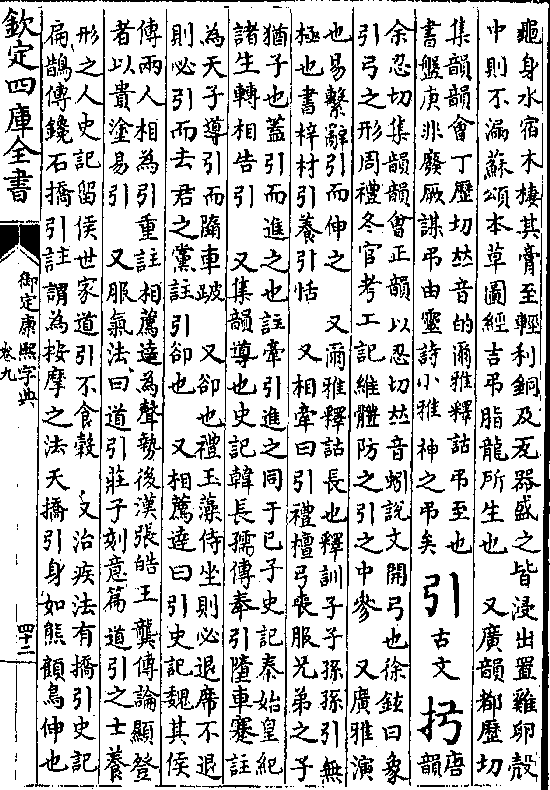 龜身水宿木棲其膏至輕利銅及瓦器盛之皆浸出置雞卵殼
中則不漏蘇頌本草圖經吉弔脂龍所生也　又廣韻都歷切
集韻韻會丁歷切𠀤音的爾雅釋詁弔至也
書盤庚非廢厥謀弔由靈詩小雅神之弔矣
引 古文 𢪉 唐韻
余忍切集韻韻會正韻以忍切𠀤音蚓說文開弓也徐鉉曰象
引弓之形周禮冬官考工記維體防之引之中參　又廣雅演
也易繫辭引而伸之　又爾雅釋詁長也釋訓子子孫孫引無
極也書梓材引養引恬　又相牽曰引禮檀弓喪服兄弟之子
猶子也蓋引而進之也註牽引進之同于已子史記秦始皇紀
諸生轉相告引　又集韻導也史記韓長孺傳奉引墮車蹇註
為天子導引而隨車跛　又卻也禮玉藻侍坐則必退席不退
則必引而去君之黨註引卻也　又相薦達曰引史記魏其侯
傳兩人相為引重註相薦達為聲勢後漢張皓王龔傳論顯登
者以貴塗易引　又服氣法曰道引莊子刻意篇道引之士養
形之人史記留侯世家道引不食穀　又治疾法有撟引史記
扁鵲傳鑱石撟引註謂為按摩之法夭撟引身如熊顧鳥伸也
欽定四庫全書
御定康熙字典
卷九
四十二